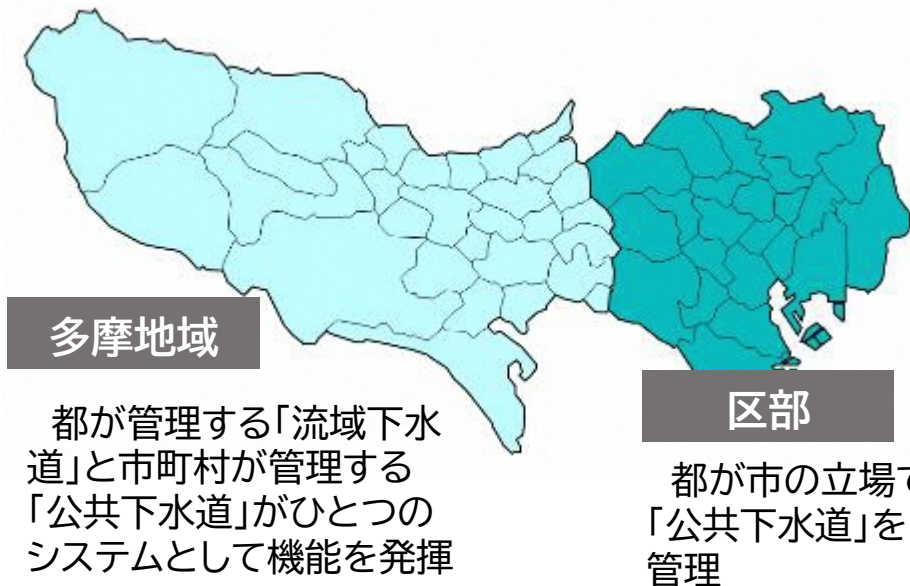 多摩地域
都が管理する「流域下水
道」と市町村が管理する
「公共下水道」がひとつの
システムとして機能を発揮
区部
都が市の立場で
「公共下水道」を
管理